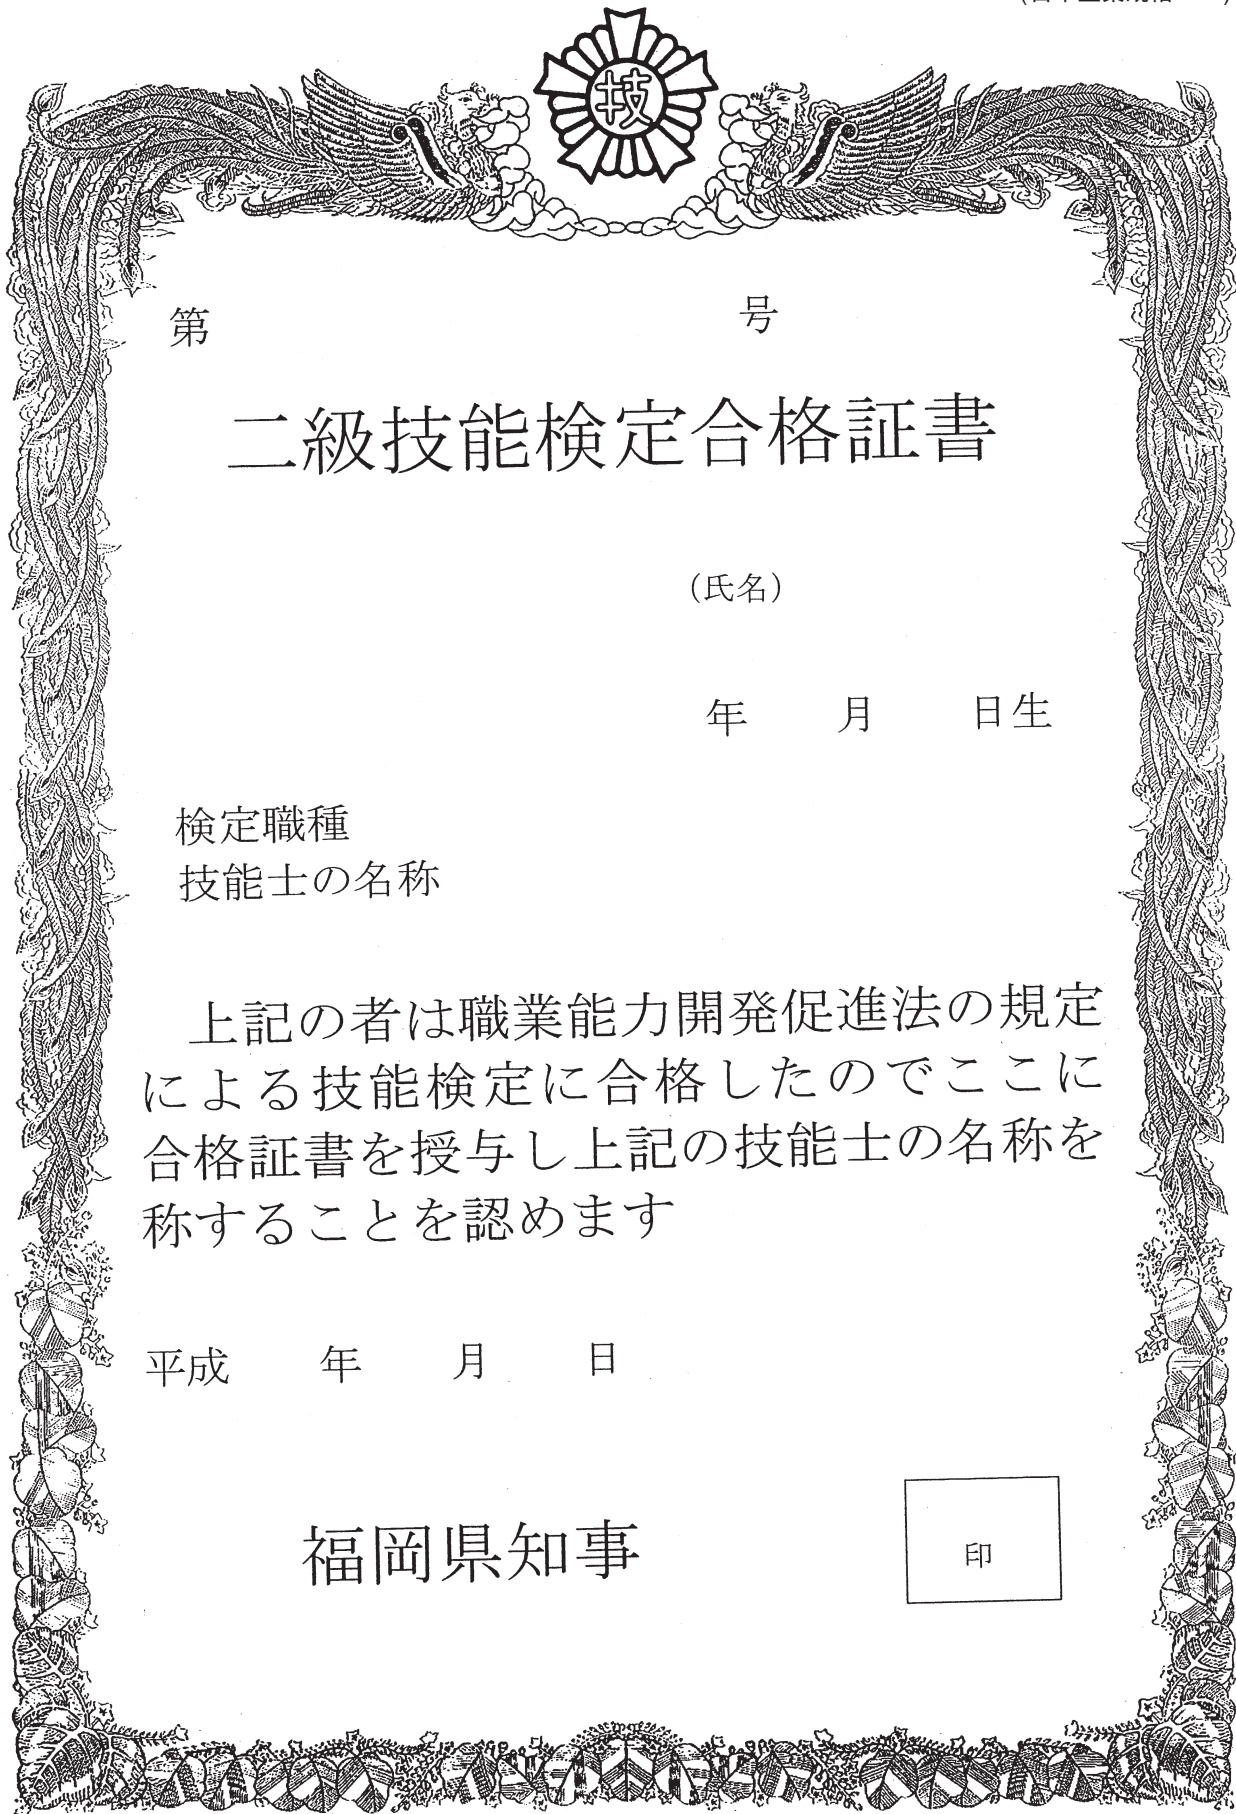 技
第　　　　　　　　　　　　号
二級技能検定合格証書
（氏名）
年　　月　　日生
検定職種
技能士の名称
　上記の者は職業能力開発促進法の規定
による技能検定に合格したのでここに
合格証書を授与し上記の技能士の名称を
称することを認めます
平成　　年　　月　　日
福岡県知事
印